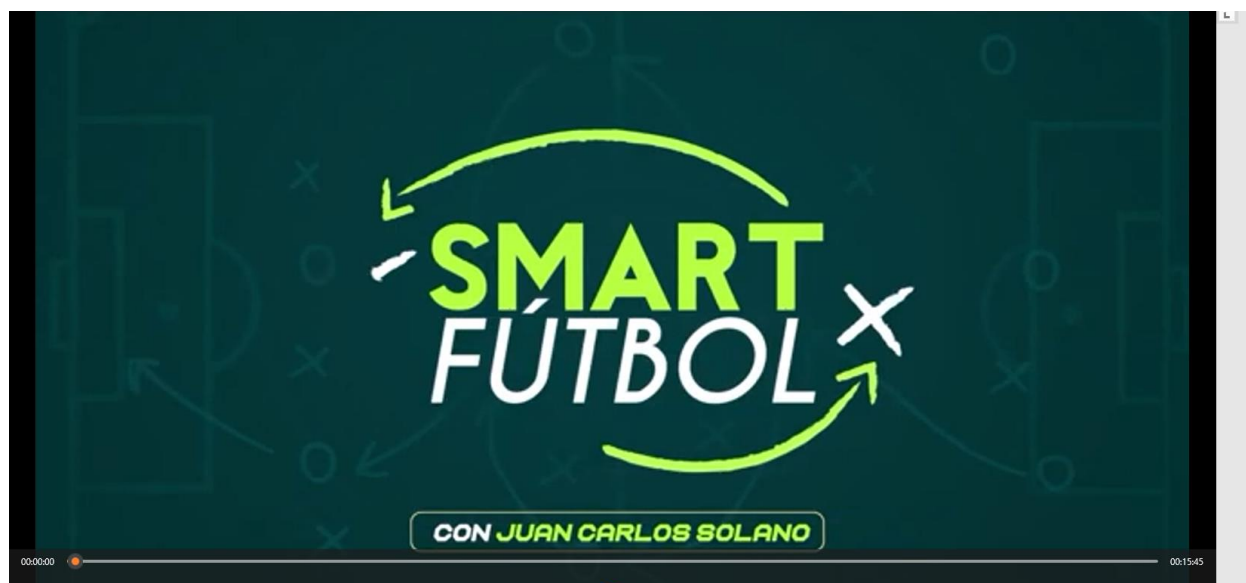 SMART
FÚTBOL
CON JUAN CARLOS SOLANO
00:00:00
00:15:45